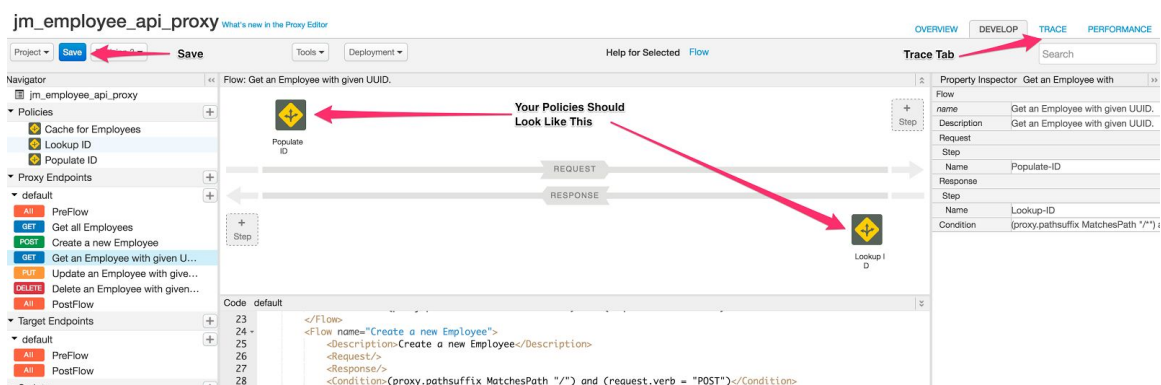 jm_employee_api_proxy What's new in the Proxy Editor
OVERVIEW DEVELOP TRACE PERFORMANCE
Project Save Save Tools Deployment Help for Selected Flow Trace Tab Search
Navigator
jm_employee_api_proxy
Policies
Cache for Employees
Lookup ID
Populate ID
Proxy Endpoints
default
All PreFlow
GET Get all Employees
POST Create a new Employee
GET Get an Employee with given U...
PUT Update an Employee with give...
DELETE Delete an Employee with given...
All PostFlow
Target Endpoints
default
All PreFlow
All PostFlow
Flow: Get an Employee with given UUID.
Populate
ID
Your Policies Should
Look Like This
+
Step
REQUEST
RESPONSE
+
Step
Lookup I
D
Code default
23 </Flow>
24 <Flow name="Create a new Employee">
25 <Description>Create a new Employee</Description>
26 <Request/>
27 <Response/>
28 <Condition>(proxy.pathsuffix MatchesPath "/") and (request.verb = "POST")</Condition>
Property Inspector Get an Employee with
Flow
name Get an Employee with given UUID.
Description Get an Employee with given UUID.
Request
Step
Name Populate-ID
Response
Step
Name Lookup-ID
Condition (proxy.pathsuffix MatchesPath "/*") a